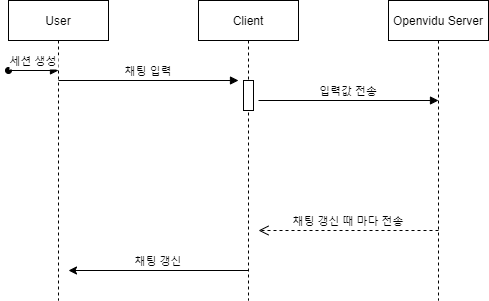 User
Client
Openvidu Server
세션 생성
채팅 입력
입력값 전송
채팅 갱신 때 마다 전송
채팅 갱신